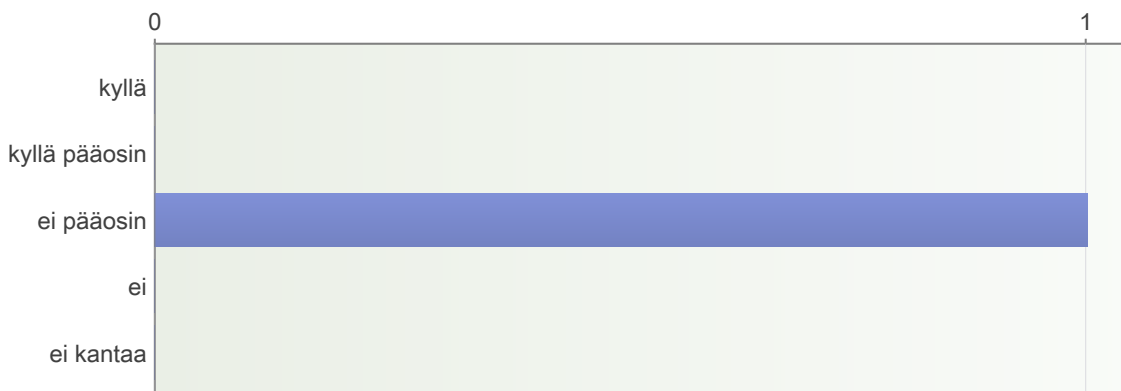 0 1
kyllä
kyllä pääosin
ei pääosin
ei
ei kantaa